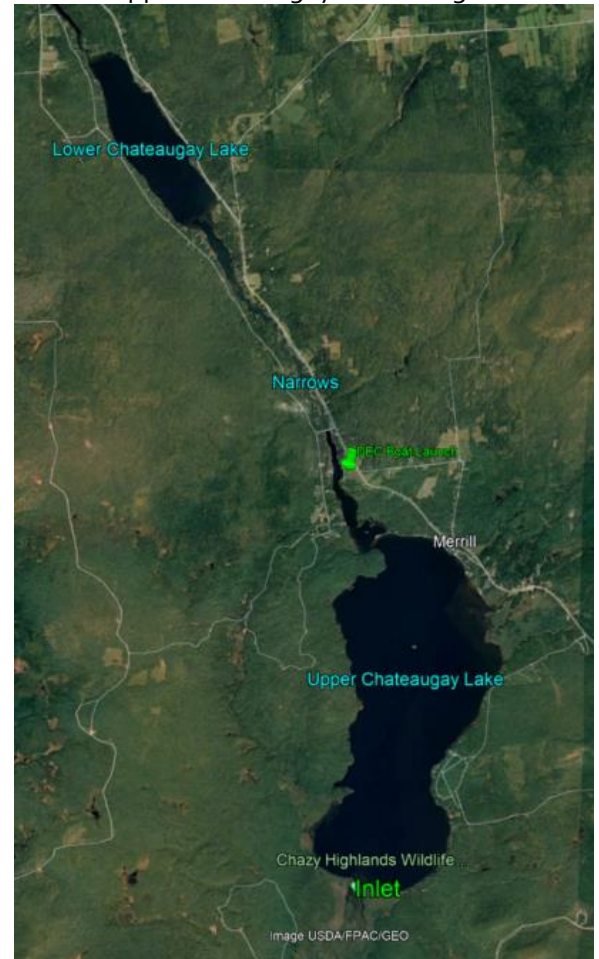 Lower Chateaugay Lake
Narrows
DEC Boat Launch
Merrill
Upper Chateaugay Lake
Chazy Highlands Wildlife ...
Inlet
Image USDA/FPAC/GEO